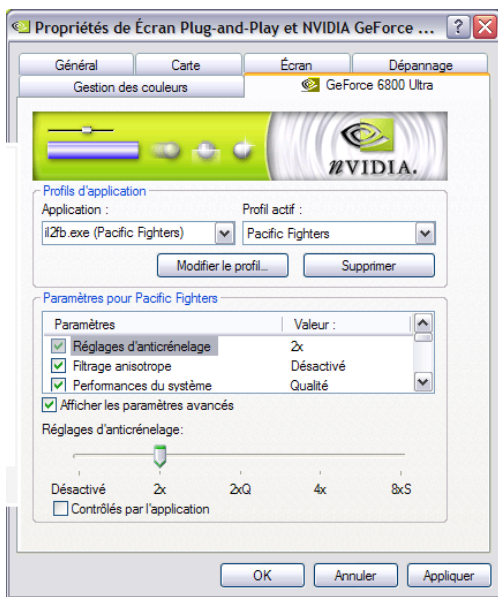 Propriétés de Écran Plug-and-Play et NVIDIA GeForce ...
Général Carte Écran Dépannage
Gestion des couleurs GeForce 6800 Ultra
nVIDIA.
Profils d'application
Application : Profil actif :
il2fb.exe (Pacific Fighters) Pacific Fighters
Modifier le profil... Supprimer
Paramètres pour Pacific Fighters
Paramètres Valeur :
Réglages d'anticrénelage 2x
Filtrage anisotrope Désactivé
Performances du système Qualité
Afficher les paramètres avancés
Réglages d'anticrénelage:
Désactivé 2x 2xQ 4x 8xS
Contrôlés par l'application
OK Annuler Appliquer